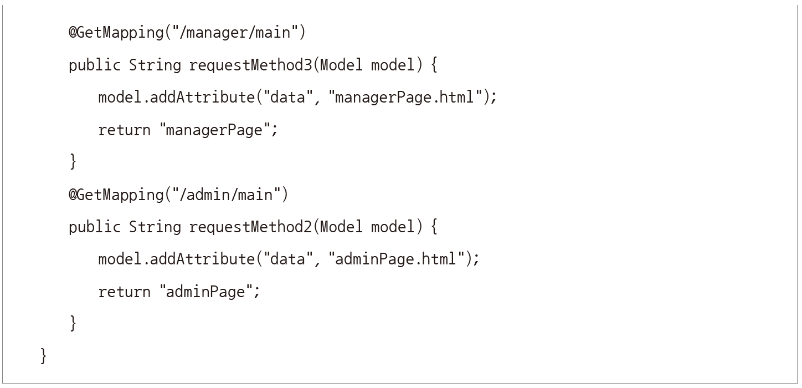 @GetMapping("/manager/main")
public String requestMethod3(Model model) {
model.addAttribute("data", "managerPage.html");
return "managerPage";
}
@GetMapping("/admin/main")
public String requestMethod2(Model model) {
model.addAttribute("data", "adminPage.html");
return "adminPage";
}
}